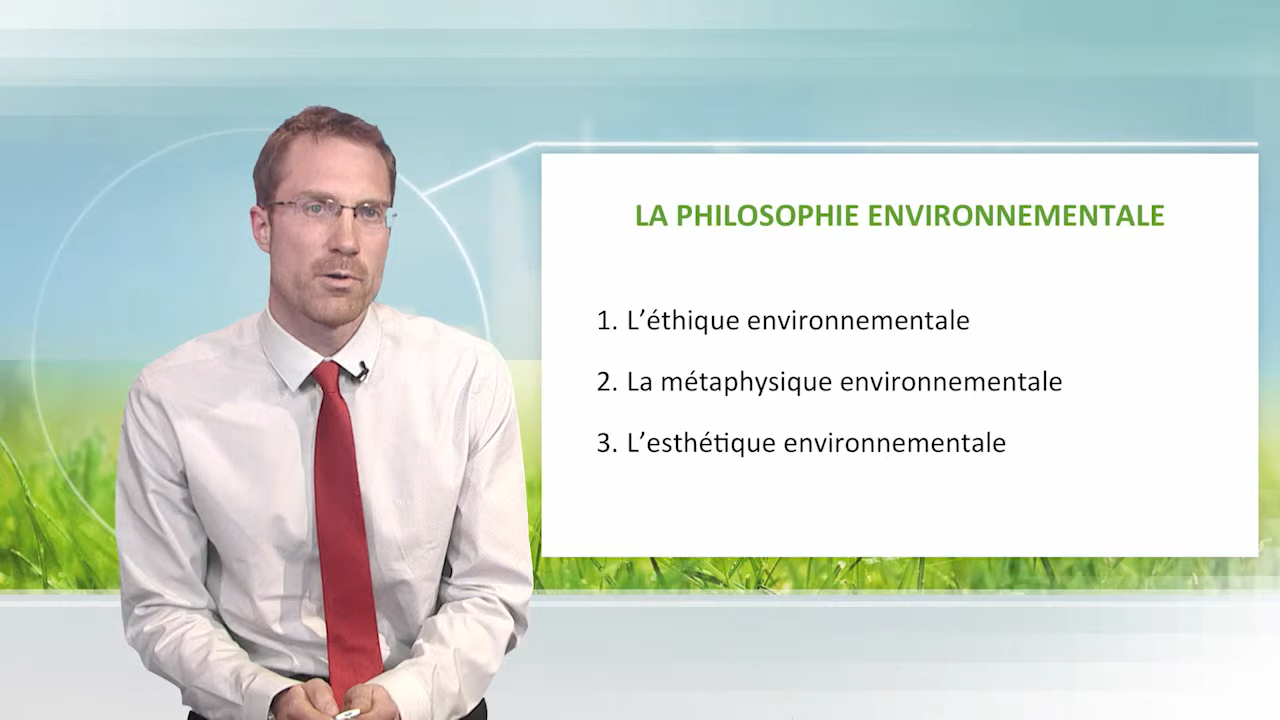 LA PHILOSOPHIE ENVIRONNEMENTALE
1. L’éthique environnementale
2. La métaphysique environnementale
3. L’esthétique environnementale